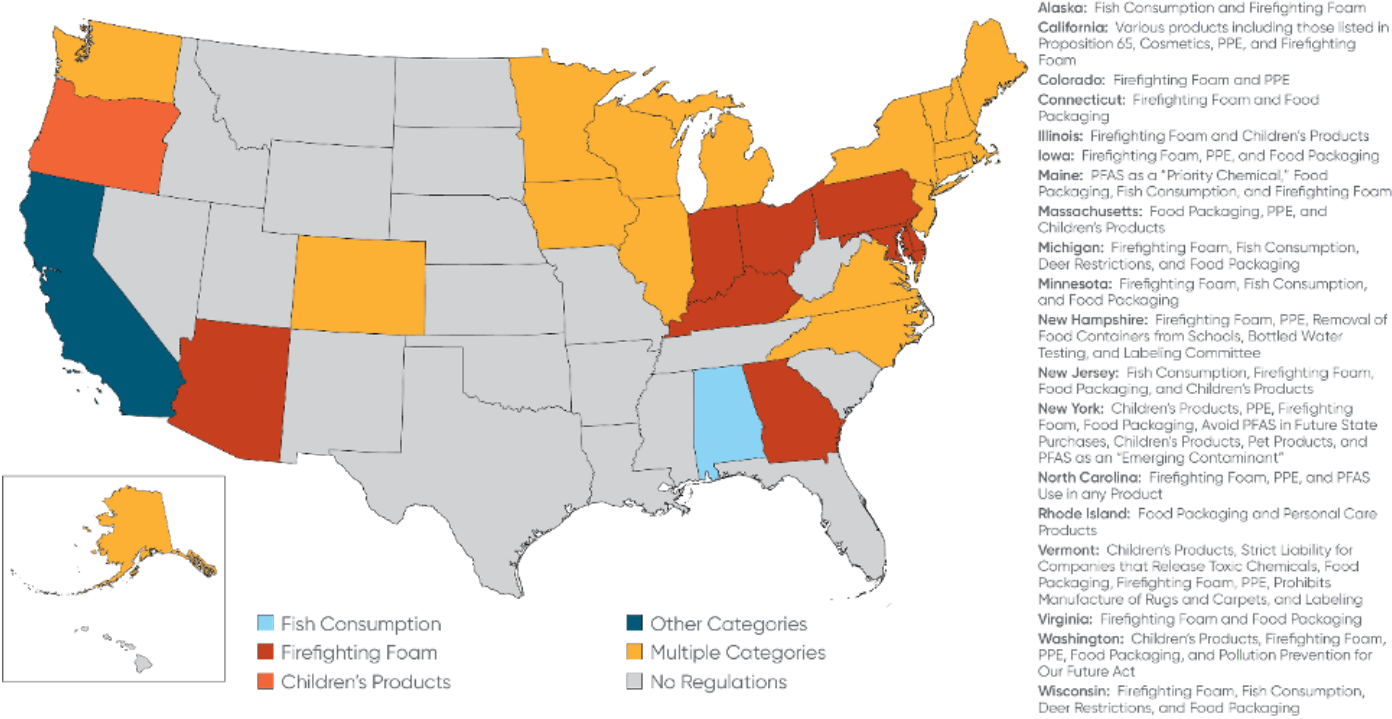 Alaska: Fish Consumption and Firefighting Foam
California: Various products including those listed in
Proposition 65, Cosmetics, PPE, and Firefighting
Foam
Colorado: Firefighting Foam and PPE
Connecticut: Firefighting Foam and Food
Packaging
Illinois: Firefighting Foam and Children's Products
Iowa: Firefighting Foam, PPE, and Food Packaging
Maine: PFAS as a "Priority Chemical," Food
Packaging, Fish Consumption, and Firefighting Foam
Massachusetts: Food Packaging, PPE, and
Children's Products
Michigan: Firefighting Foam, Fish Consumption,
Deer Restrictions, and Food Packaging
Minnesota: Firefighting Foam, Fish Consumption,
and Food Packaging
New Hampshire: Firefighting Foam, PPE, Removal of
Food Containers from Schools, Bottled Water
Testing, and Labeling Committee
New Jersey: Fish Consumption, Firefighting Foam,
Food Packaging, and Children's Products
New York: Children's Products, PPE, Firefighting
Foam, Food Packaging, Avoid PFAS in Future State
Purchases, Children's Products, Pet Products, and
PFAS as an "Emerging Contaminant"
North Carolina: Firefighting Foam, PPE, and PFAS
Use in any Product
Rhode Island: Food Packaging and Personal Care
Products
Vermont: Children's Products, Strict Liability for
Companies that Release Toxic Chemicals, Food
Packaging, Firefighting Foam, PPE, Prohibits
Manufacture of Rugs and Carpets, and Labeling
Virginia: Firefighting Foam and Food Packaging
Washington: Children's Products, Firefighting Foam,
PPE, Food Packaging, and Pollution Prevention for
Our Future Act
Wisconsin: Firefighting Foam, Fish Consumption,
Deer Restrictions, and Food Packaging
Fish Consumption
Firefighting Foam
Children's Products
Other Categories
Multiple Categories
No Regulations